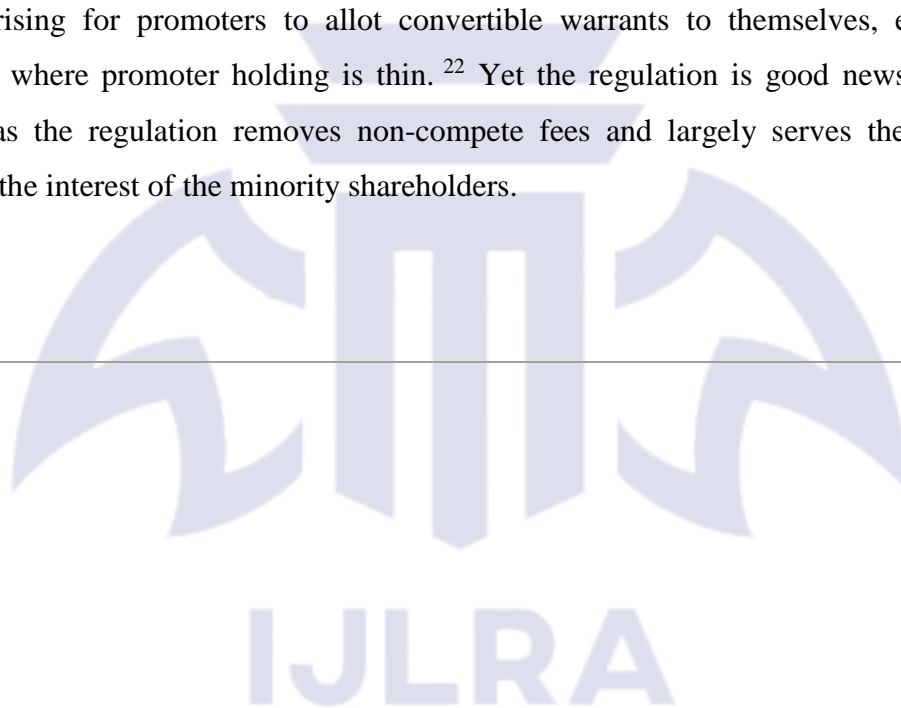 rising for promoters to allot convertible warrants to themselves, e
where promoter holding is thin. 22 Yet the regulation is good news
as the regulation removes non-compete fees and largely serves the
the interest of the minority shareholders.
IJLRA